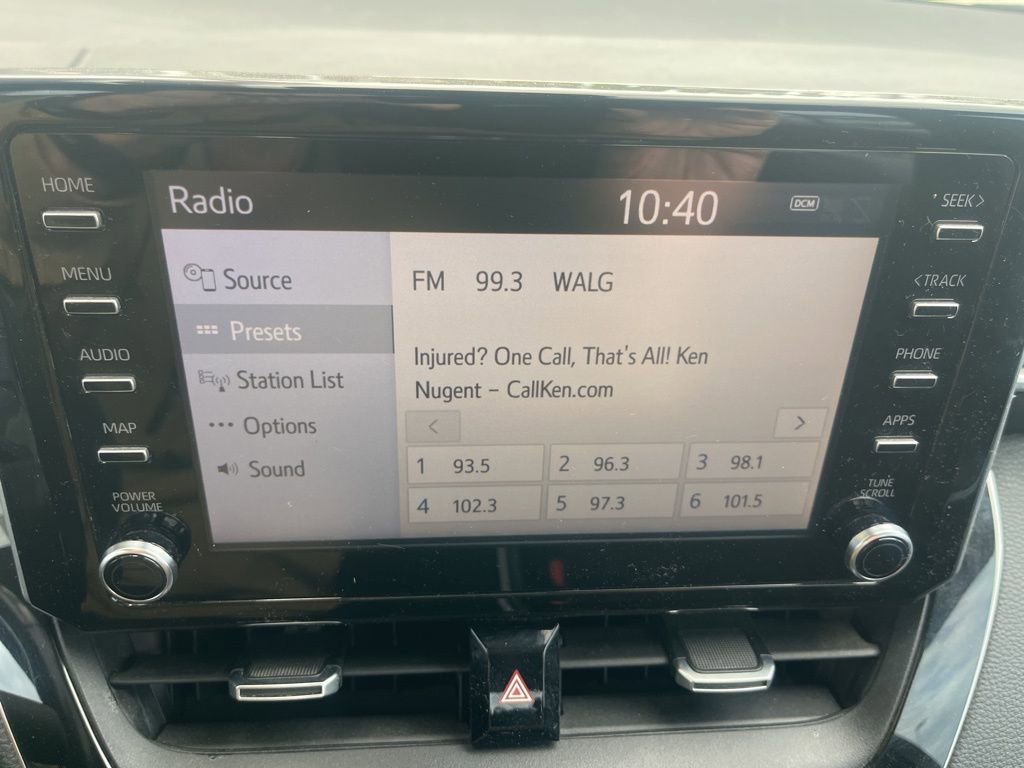 HOME
MENU
AUDIO
MAP
POWER
VOLUME
Radio 10:40 DCM
Source
Presets
Station List
Options
Sound
FM 99.3 WALG
Injured? One Call, That's All! Ken
Nugent – CallKen.com
< >
1 93.5 2 96.3 3 98.1
4 102.3 5 97.3 6 101.5
SEEK>
<TRACK
PHONE
APPS
TUNE
SCROLL